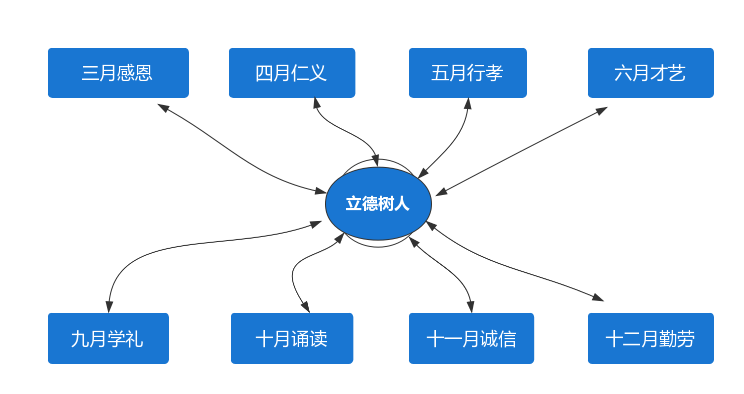 三月感恩
四月仁义
五月行孝
六月才艺
立德树人
九月学礼
十月诵读
十一月诚信
十二月勤劳